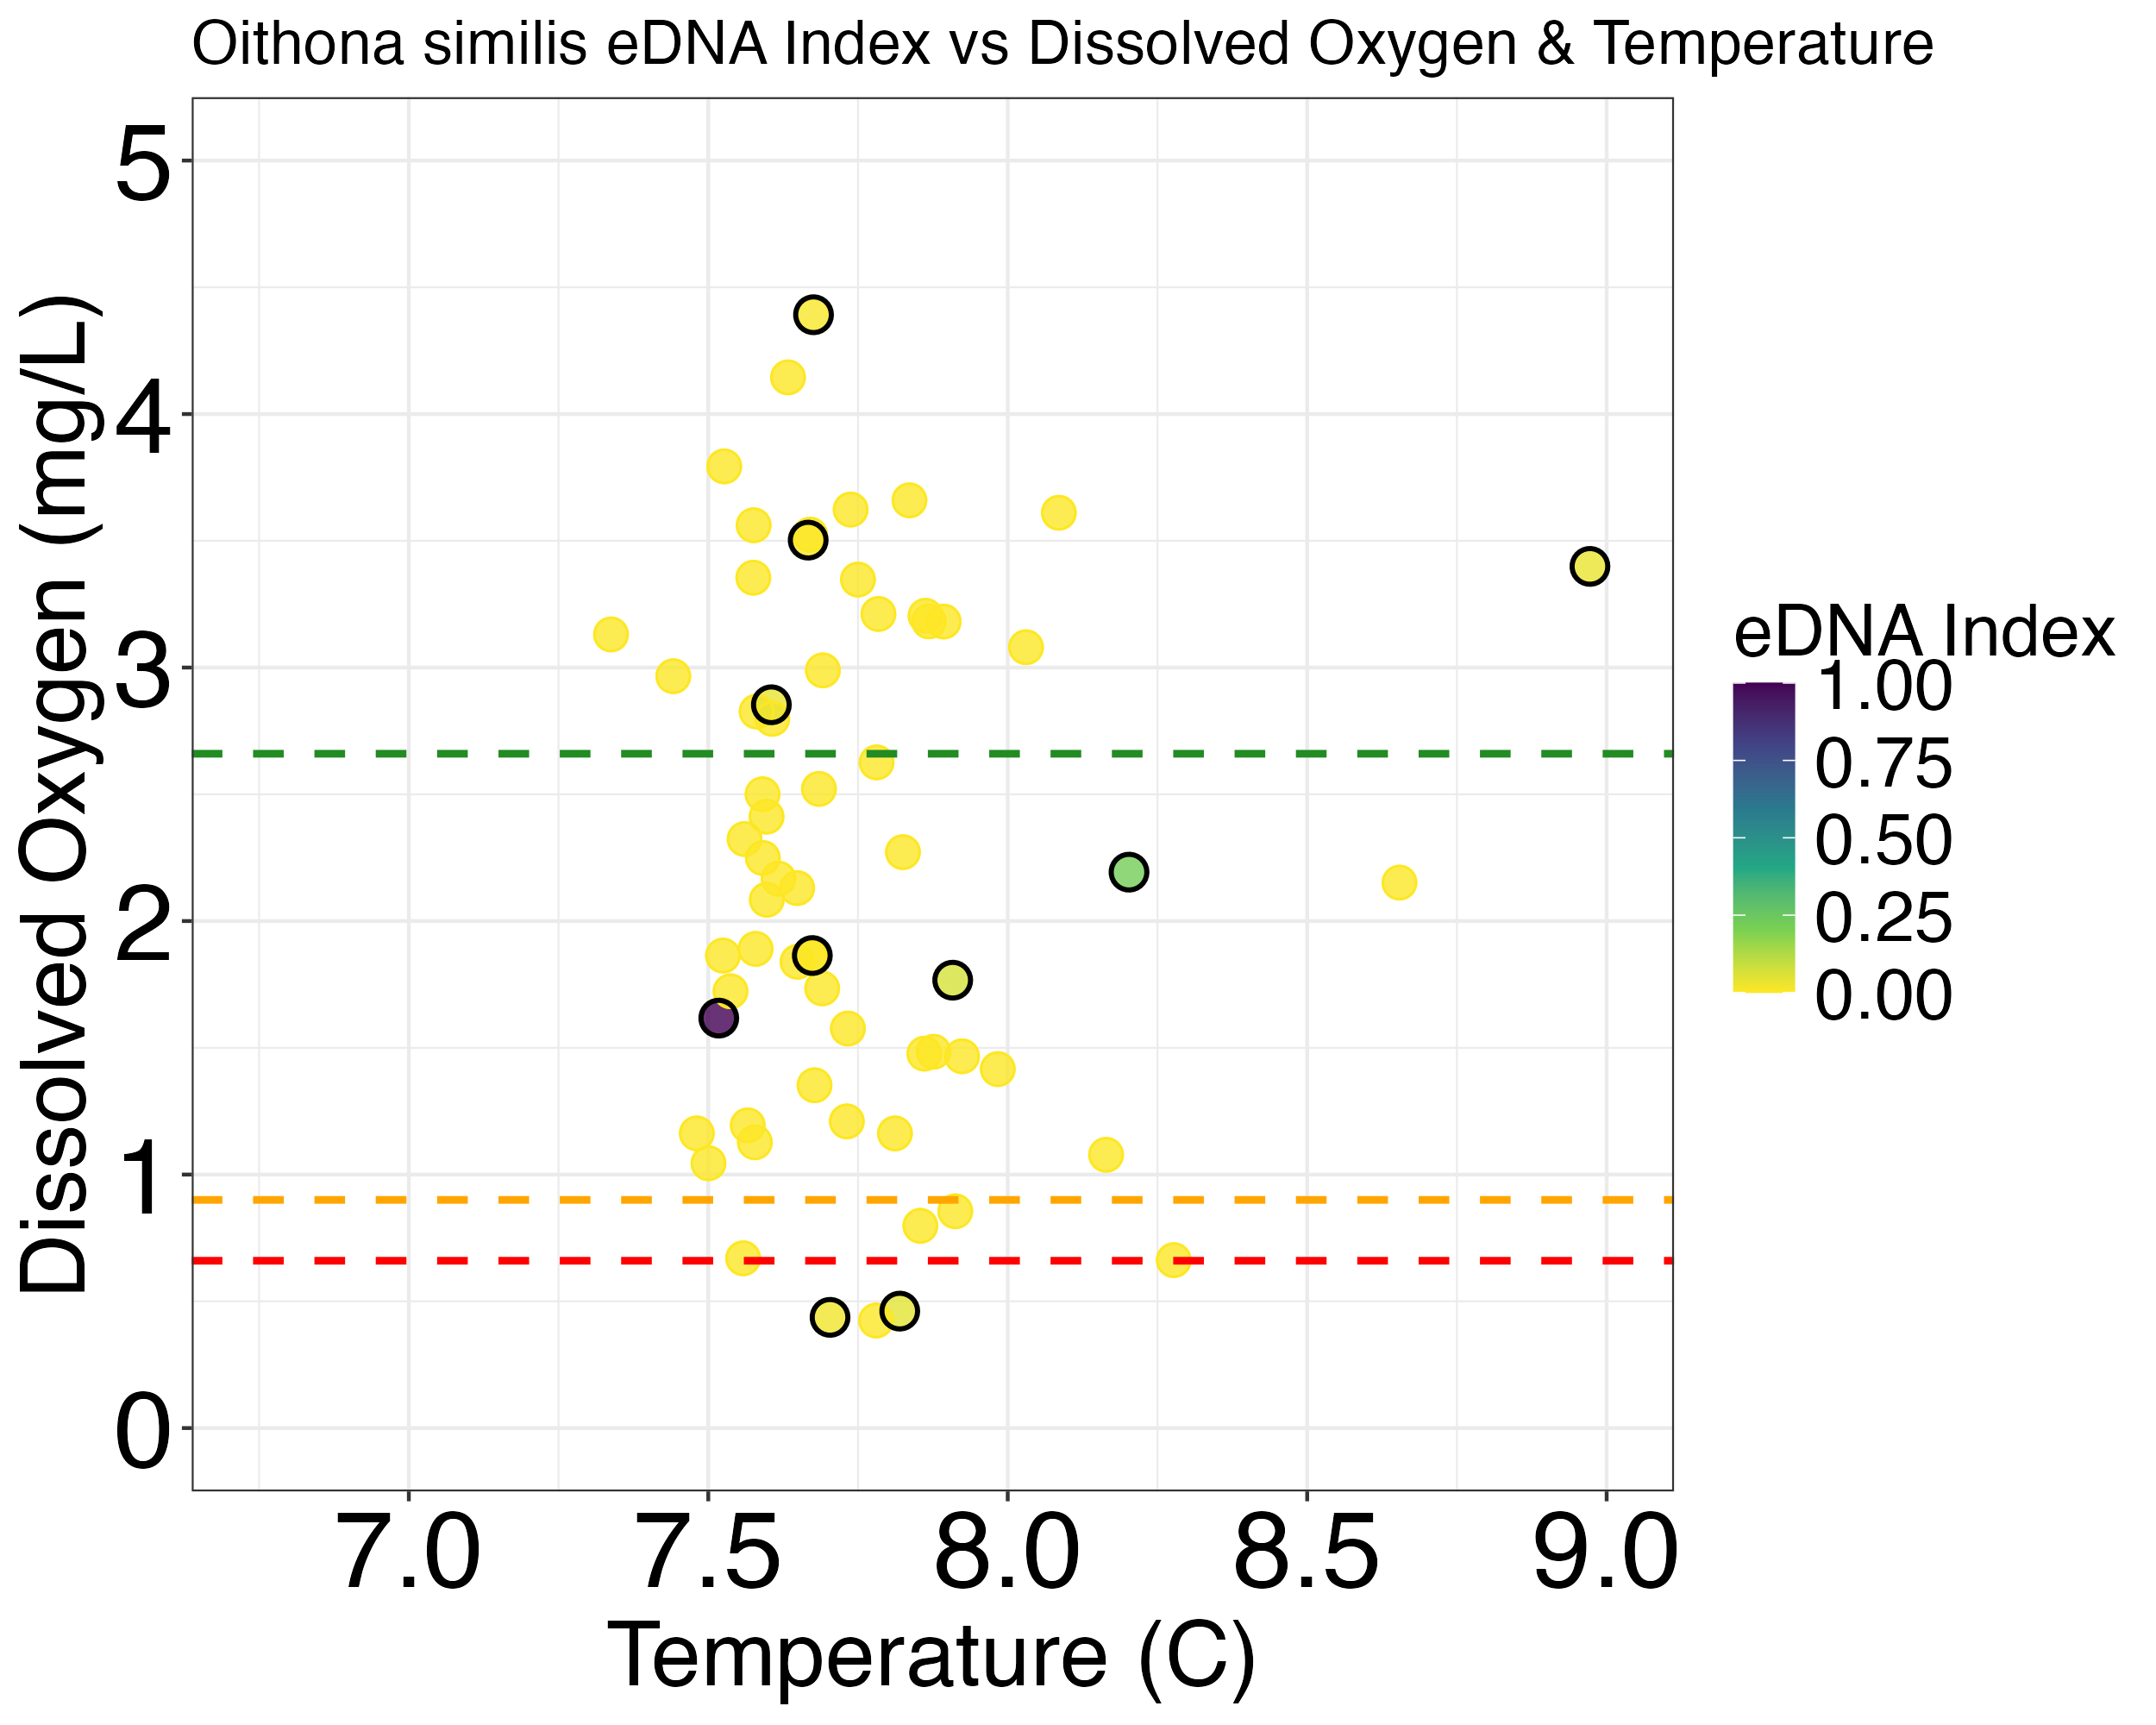 Oithona similis eDNA Index vs Dissolved Oxygen & Temperature
Dissolved Oxygen (mg/L)
5
4
3
2
1
0
7.0 7.5 8.0 8.5 9.0
Temperature (C)
eDNA Index
1.00
0.75
0.50
0.25
0.00